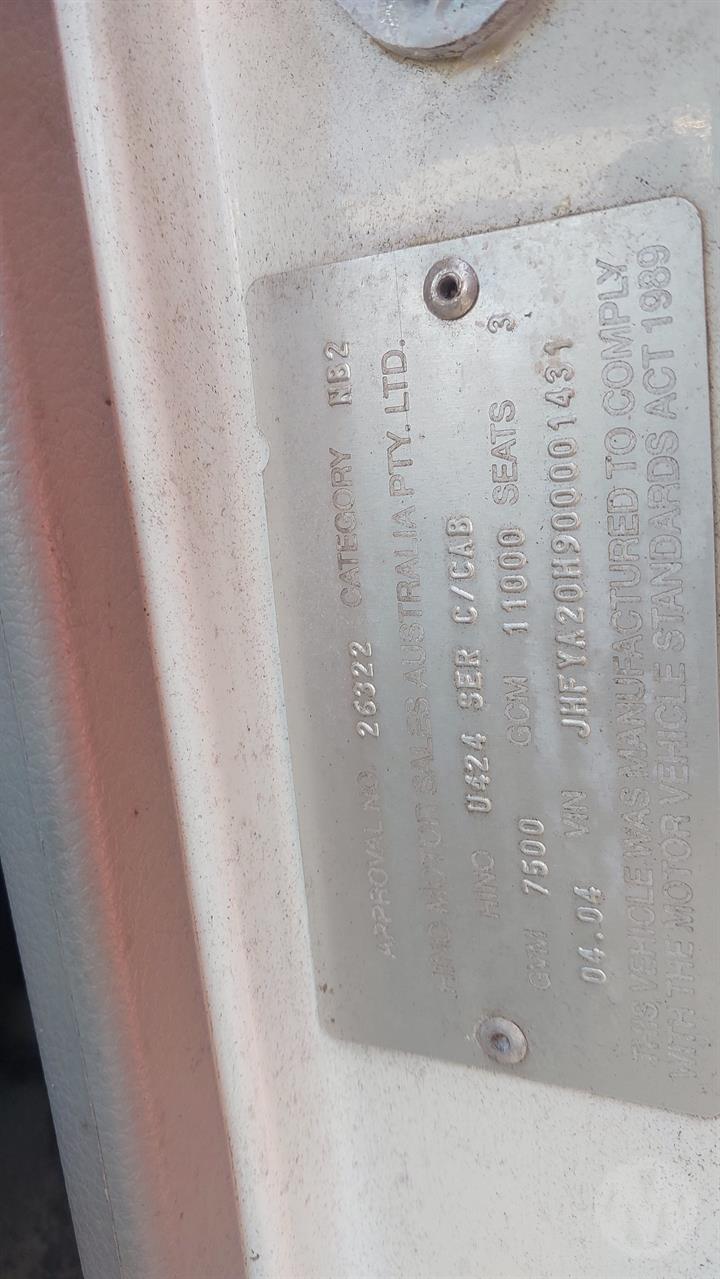 APPROVAL NO. 26322 CATEGORY NB2
HINO MOTOR SALES AUSTRALIA PTY. LTD.
HINO U424 SER C/CAB
GVM 7500 GCM 11000 SEATS 3
04.04 VIN JHFYA20H900001431
THIS VEHICLE WAS MANUFACTURED TO COMPLY
WITH THE MOTOR VEHICLE STANDARDS ACT 1989